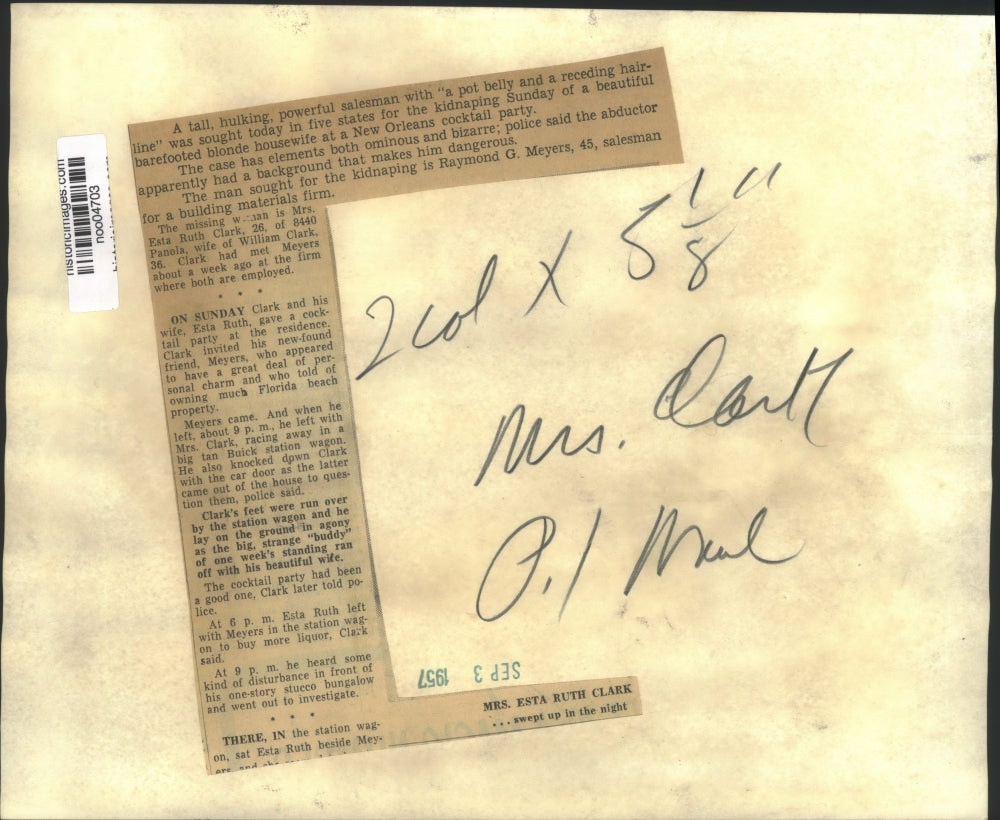 A tall, hulking, powerful salesman with "a pot belly and a receding hair-
line" was sought today in five states for the kidnaping Sunday of a beautiful
barefooted blonde housewife at a New Orleans cocktail party.
The case has elements both ominous and bizarre; police said the abductor
apparently had a background that makes him dangerous.
The man sought for the kidnaping is Raymond G. Meyers, 45, salesman
for a building materials firm.
The missing is Mrs.
Esta Ruth Clark, 26, of 8440
Panola, wife of William Clark,
36. Clark had met Meyers
about a week ago at the firm
where both are employed.
* * *
ON SUNDAY Clark and his
wife, Esta Ruth, gave a cock-
tail party at the residence.
Clark invited his new-found
friend, Meyers, who appeared
to have a great deal of per-
sonal charm and who told of
owning much Florida beach
property.
Meyers came. And when he
left, about 9 p. m., he left with
Mrs. Clark, racing away in a
big tan Buick station wagon.
He also knocked down Clark
with the car door as the latter
came out of the house to ques-
tion them, police said.
Clark's feet were run over
by the station wagon and he
lay on the ground in agony
as the big, strange "buddy"
of one week's standing ran
off with his beautiful wife.
The cocktail party had been
a good one, Clark later told po-
lice.
At 6 p. m. Esta Ruth left
with Meyers in the station wag-
on to buy more liquor, Clark
said.
At 9 p. m. he heard some
kind of disturbance in front of
his one-story stucco bungalow
and went out to investigate.
* * *
THERE, IN the station wag-
on, sat Esta Ruth beside Mey-
ers, and she
MRS. ESTA RUTH CLARK
...swept up in the night
SEP 3 1957
2 col X 5 1/8"
Mrs. Clark
P. 1
historicimages.com
noo04703